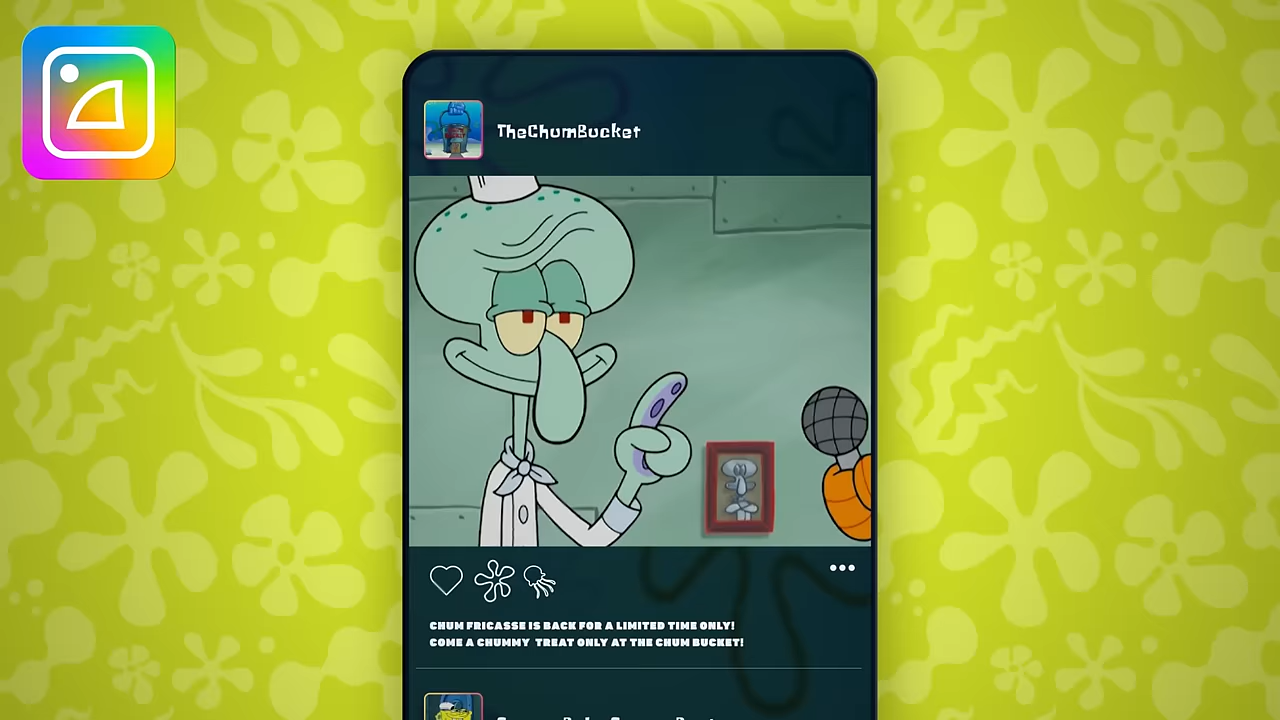 TheChumBucket
CHUM FRICASSE IS BACK FOR A LIMITED TIME ONLY!
COME A CHUMMY TREAT ONLY AT THE CHUM BUCKET!